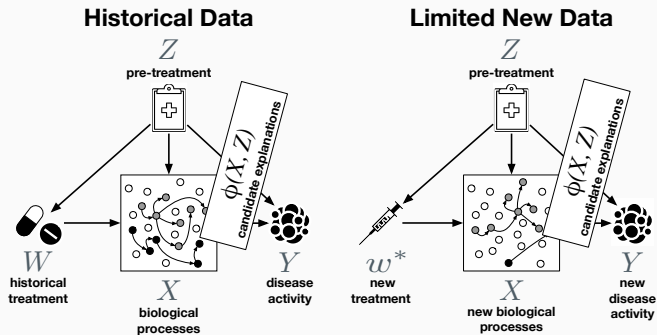 Historical Data
Z
pre-treatment
ϕ(X, Z)
candidate explanations
W
historical
treatment
X
biological
processes
Y
disease
activity
Limited New Data
Z
pre-treatment
ϕ(X, Z)
candidate explanations
w*
new
treatment
X
new biological
processes
Y
new
disease
activity